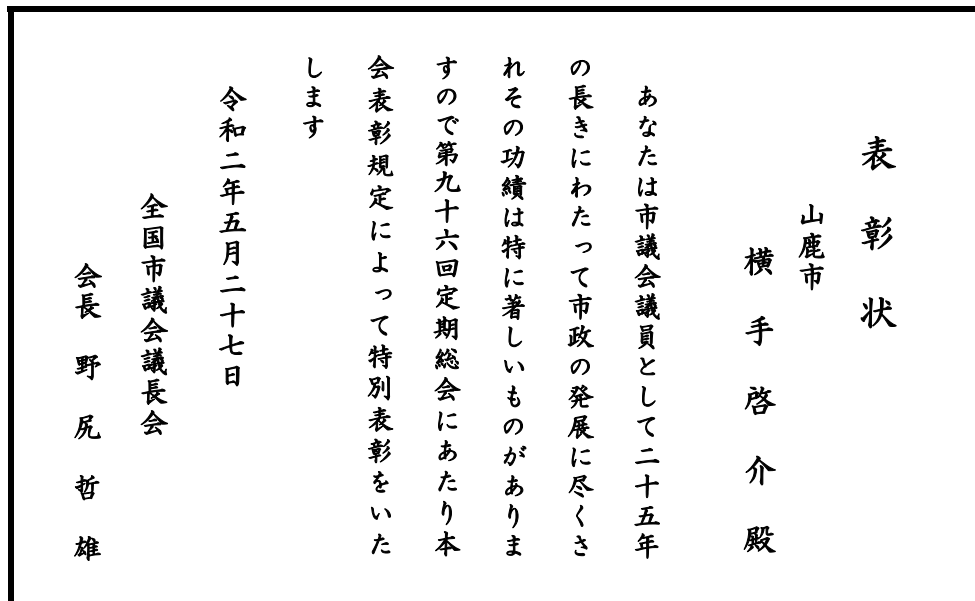 表彰状
山鹿市
横手啓介殿
あなたは市議会議員として二十五年
の長きにわたって市政の発展に尽くさ
れその功績は特に著しいものがありま
すので第九十六回定期総会にあたり本
会表彰規定によって特別表彰をいた
します
令和二年五月二十七日
全国市議会議長会
会長 野尻哲雄